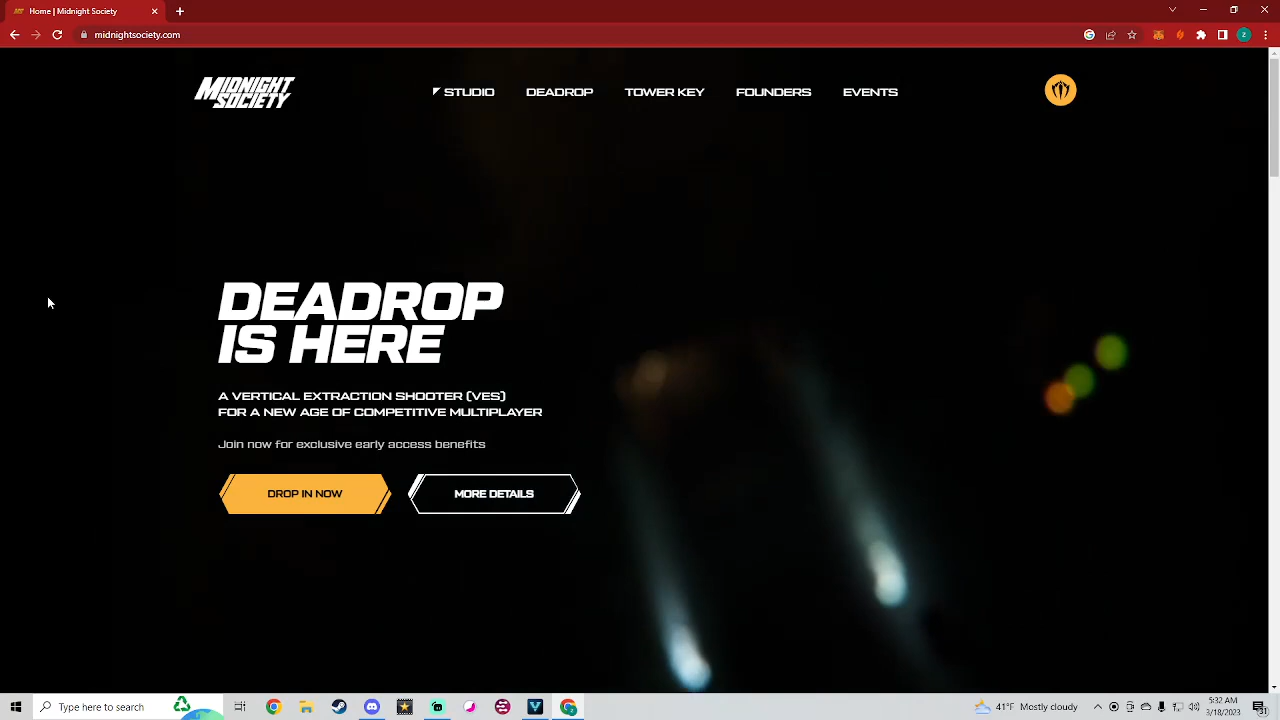 Home | Midnight Society
midnightsociety.com
MIDNIGHT
SOCIETY
STUDIO
DEADROP
TOWER KEY
FOUNDERS
EVENTS
DEADROP
IS HERE
A VERTICAL EXTRACTION SHOOTER (VES)
FOR A NEW AGE OF COMPETITIVE MULTIPLAYER
Join now for exclusive early access benefits
DROP IN NOW
MORE DETAILS
Type here to search
41°F Mostly cloudy
5:32 AM
3/18/2023